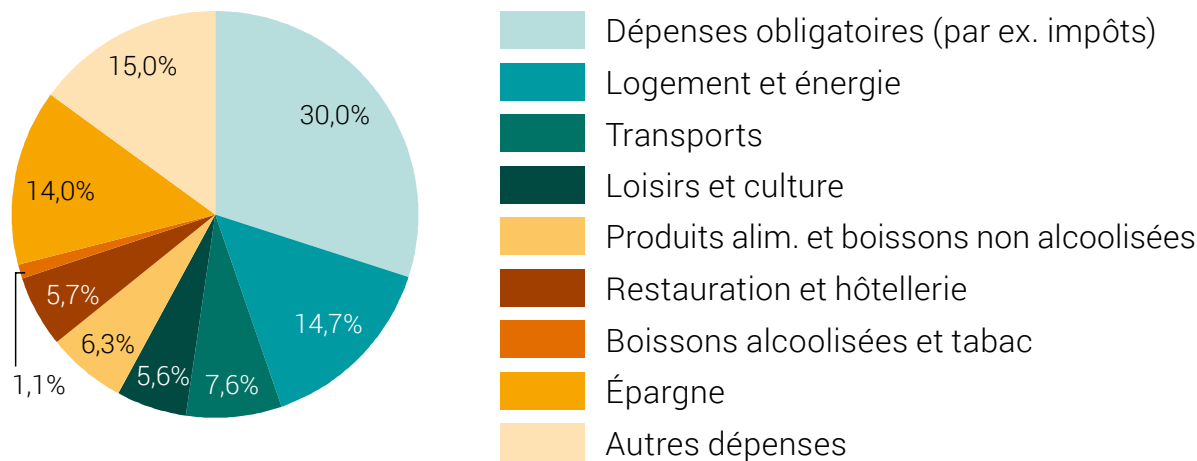 15,0%
30,0%
14,0%
5,7%
14,7%
6,3%
5,6%
7,6%
1,1%
Dépenses obligatoires (par ex. impôts)
Logement et énergie
Transports
Loisirs et culture
Produits alim. et boissons non alcoolisées
Restauration et hôtellerie
Boissons alcoolisées et tabac
Épargne
Autres dépenses